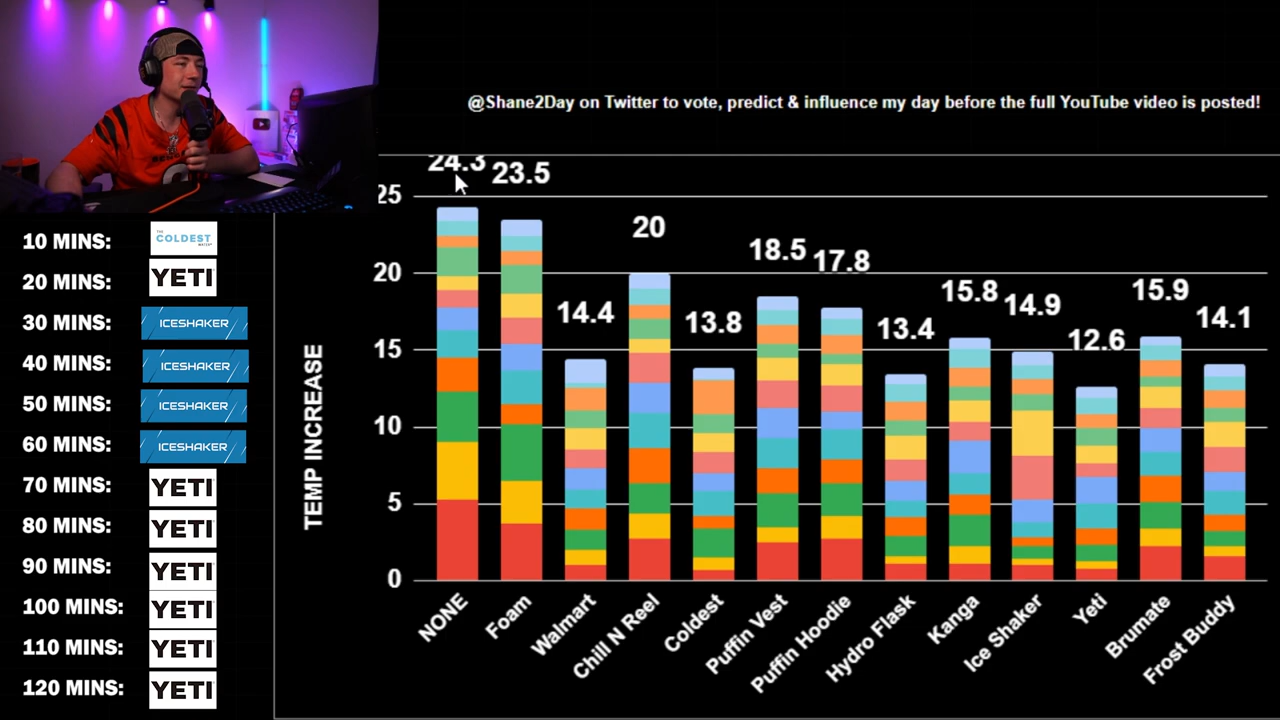 @Shane2Day on Twitter to vote, predict & influence my day before the full YouTube video is posted!
10 MINS: THE COLDEST WATER
20 MINS: YETI
30 MINS: ICESHAKER
40 MINS: ICESHAKER
50 MINS: ICESHAKER
60 MINS: ICESHAKER
70 MINS: YETI
80 MINS: YETI
90 MINS: YETI
100 MINS: YETI
110 MINS: YETI
120 MINS: YETI
TEMP INCREASE
25
20
15
10
5
0
24.3 23.5 14.4 20 13.8 18.5 17.8 13.4 15.8 14.9 12.6 15.9 14.1
NONE
Foam
Walmart
Chill N Reel
Coldest
Puffin Vest
Puffin Hoodie
Hydro Flask
Kanga
Ice Shaker
Yeti
Brumate
Frost Buddy